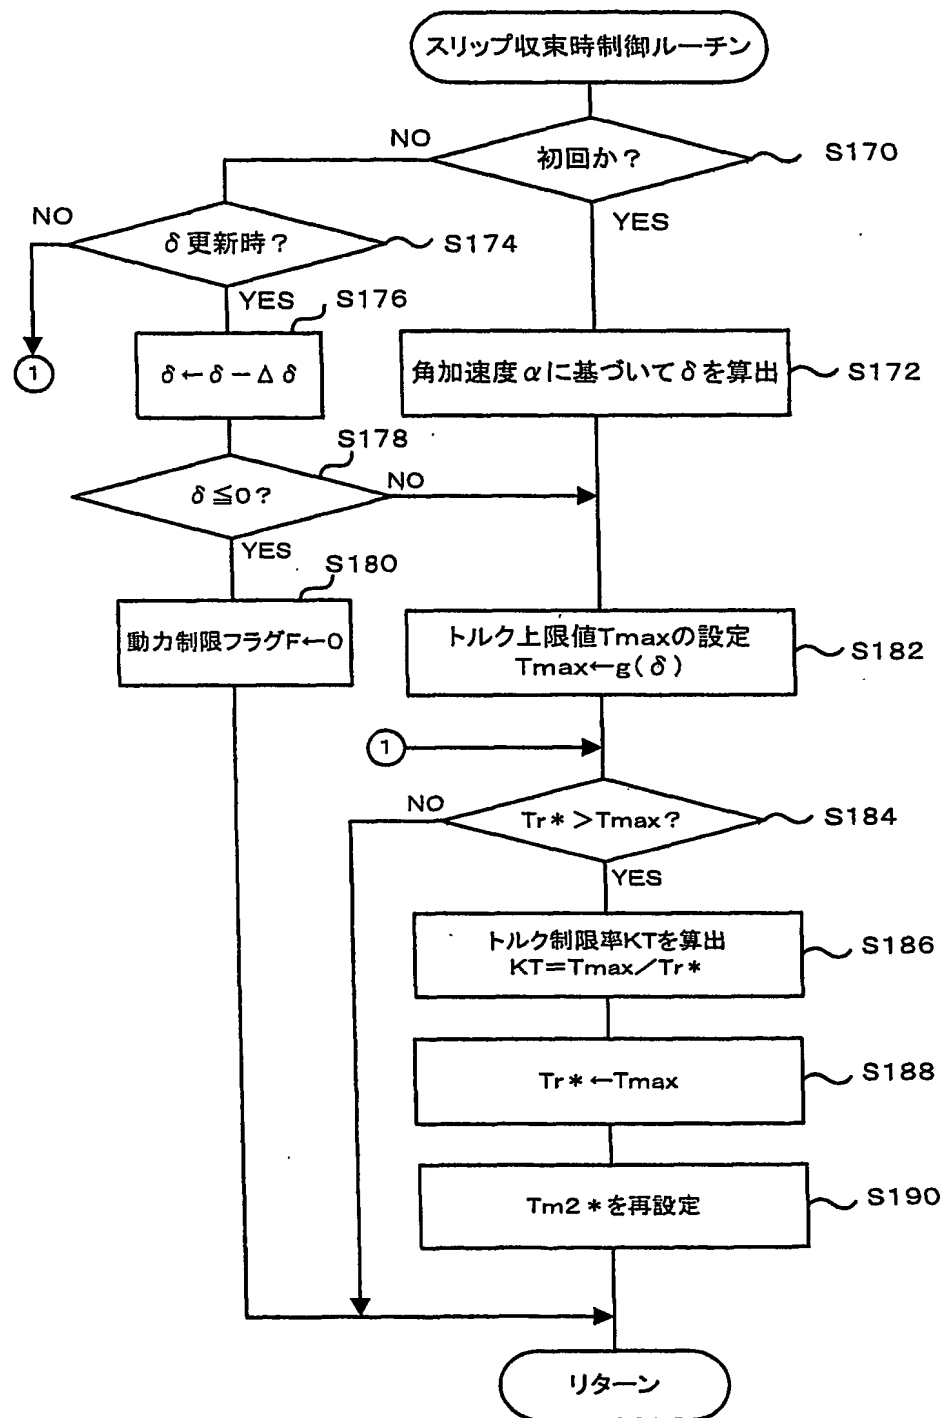 スリップ収束時制御ルーチン
初回か？
S170
NO
YES
δ更新時？
S174
NO
YES
S176
δ←δ－Δδ
①
角加速度αに基づいてδを算出
S172
S178
δ≦0？
NO
YES
S180
動力制限フラグF←0
トルク上限値Tmaxの設定
Tmax←g(δ)
S182
①
Tr*＞Tmax？
S184
NO
YES
トルク制限率KTを算出
KT=Tmax／Tr*
S186
Tr*←Tmax
S188
Tm2*を再設定
S190
リターン